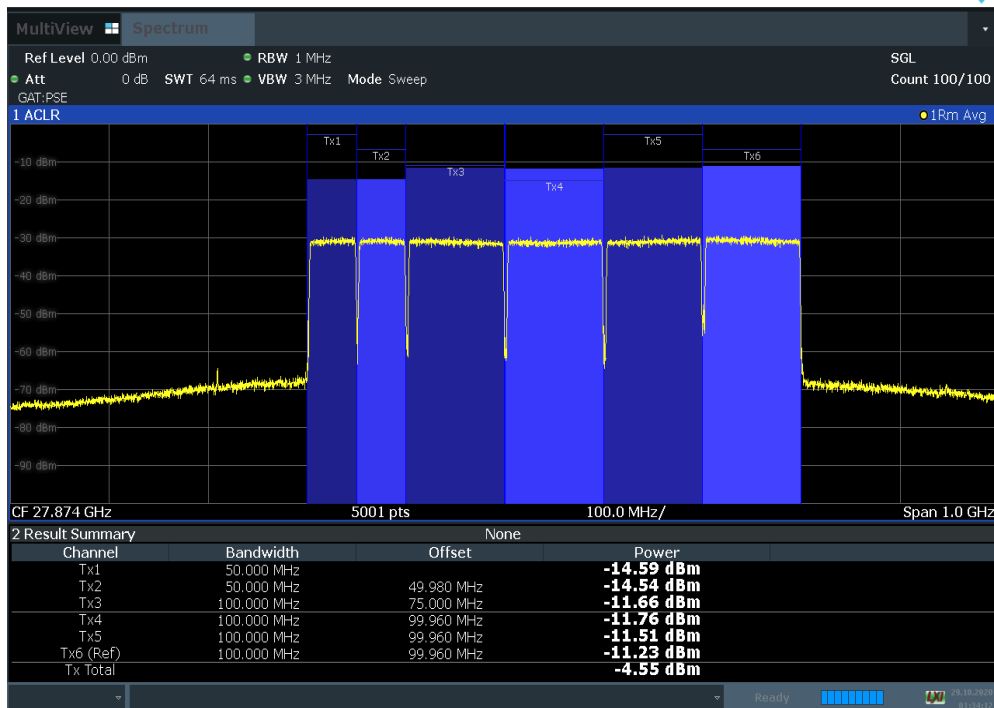 MultiView Spectrum
Ref Level 0.00 dBm RBW 1 MHz SGL
Att 0 dB SWT 64 ms VBW 3 MHz Mode Sweep Count 100/100
GAT:PSE
1 ACLR 1Rm Avg
Tx1 Tx5
Tx2 Tx6
-10 dBm
Tx3
Tx4
-20 dBm
-30 dBm
-40 dBm
-50 dBm
-60 dBm
-70 dBm
-80 dBm
-90 dBm
CF 27.874 GHz 5001 pts 100.0 MHz/ Span 1.0 GHz
2 Result Summary None
Channel Bandwidth Offset Power
Tx1 50.000 MHz -14.59 dBm
Tx2 50.000 MHz 49.980 MHz -14.54 dBm
Tx3 100.000 MHz 75.000 MHz -11.66 dBm
Tx4 100.000 MHz 99.960 MHz -11.76 dBm
Tx5 100.000 MHz 99.960 MHz -11.51 dBm
Tx6 (Ref) 100.000 MHz 99.960 MHz -11.23 dBm
Tx Total -4.55 dBm
Ready LXI 29.10.2020
01:34:12